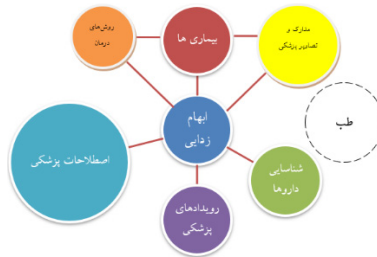 روش‌های
درمان
بیماری ها
مدارک و
تصاویر پزشکی
طب
ابهام
زدایی
اصطلاحات پزشکی
شناسایی
داروها
رویدادهای
پزشکی